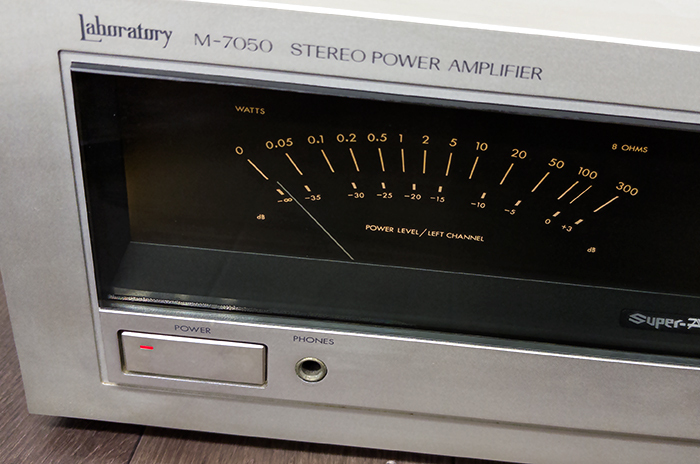 Laboratory M-7050 STEREO POWER AMPLIFIER
WATTS
8 OHMS
0 0.05 0.1 0.2 0.5 1 2 5 10 20 50 100 300
-∞ -35 -30 -25 -20 -15 -10 -5 0 +3
dB dB
POWER LEVEL/LEFT CHANNEL
Super-A
POWER
PHONES